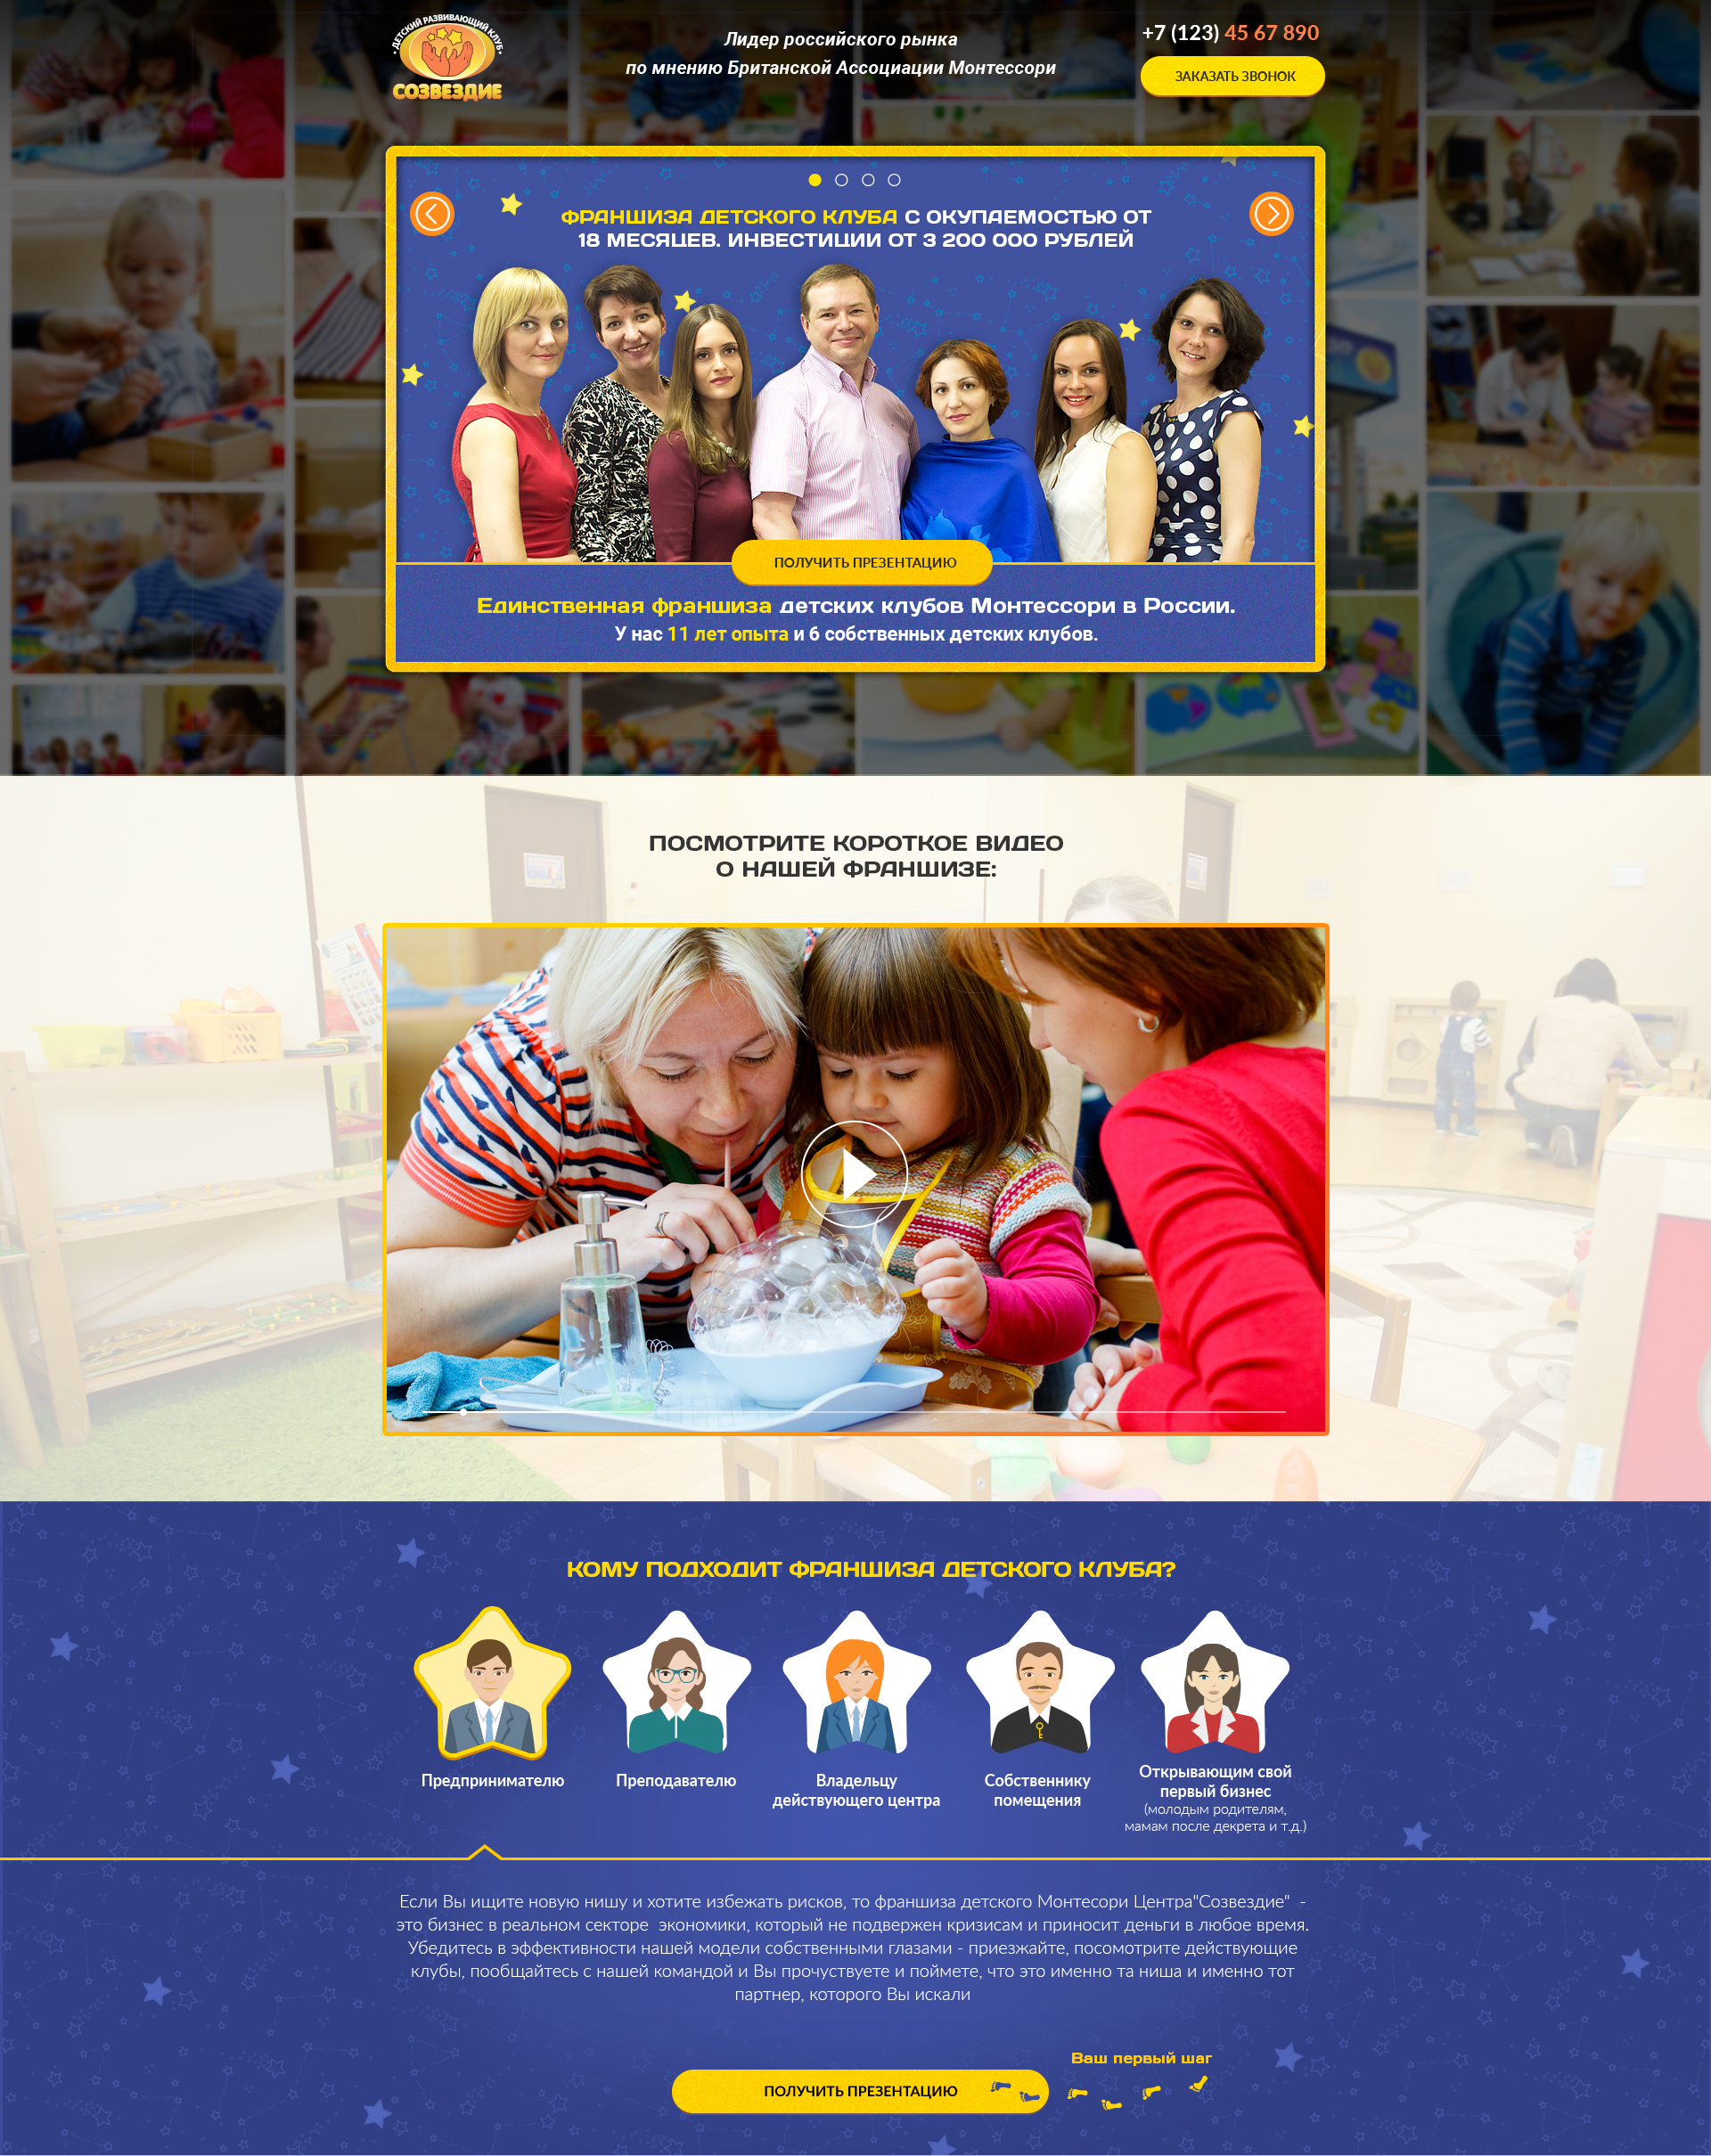 ДЕТСКИЙ РАЗВИВАЮЩИЙ КЛУБ
СОЗВЕЗДИЕ
Лидер российского рынка
по мнению Британской Ассоциации Монтессори
+7 (123) 45 67 890
ЗАКАЗАТЬ ЗВОНОК
ФРАНШИЗА ДЕТСКОГО КЛУБА С ОКУПАЕМОСТЬЮ ОТ
18 МЕСЯЦЕВ. ИНВЕСТИЦИИ ОТ 3 200 000 РУБЛЕЙ
ПОЛУЧИТЬ ПРЕЗЕНТАЦИЮ
Единственная франшиза детских клубов Монтессори в России.
У нас 11 лет опыта и 6 собственных детских клубов.
ПОСМОТРИТЕ КОРОТКОЕ ВИДЕО
О НАШЕЙ ФРАНШИЗЕ:
КОМУ ПОДХОДИТ ФРАНШИЗА ДЕТСКОГО КЛУБА?
Предпринимателю
Преподавателю
Владельцу
действующего центра
Собственнику
помещения
Открывающим свой
первый бизнес
(молодым родителям,
мамам после декрета и т.д.)
Если Вы ищите новую нишу и хотите избежать рисков, то франшиза детского Монтесори Центра"Созвездие"  -
это бизнес в реальном секторе  экономики, который не подвержен кризисам и приносит деньги в любое время.
Убедитесь в эффективности нашей модели собственными глазами - приезжайте, посомотрите действующие
клубы, пообщайтесь с нашей командой и Вы прочуствуете и поймете, что это именно та ниша и именно тот
партнер, которого Вы искали
Ваш первый шаг
ПОЛУЧИТЬ ПРЕЗЕНТАЦИЮ